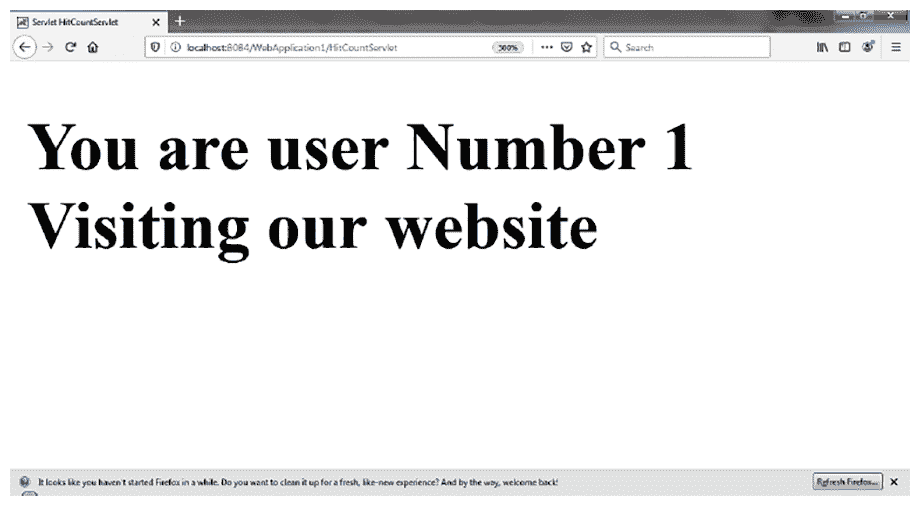 Servlet HitCountServlet
localhost:8084/WebApplication1/HitCountServlet
300%
Search
You are user Number 1
Visiting our website
It looks like you haven't started Firefox in a while. Do you want to clean it up for a fresh, like-new experience? And by the way, welcome back!
Refresh Firefox...